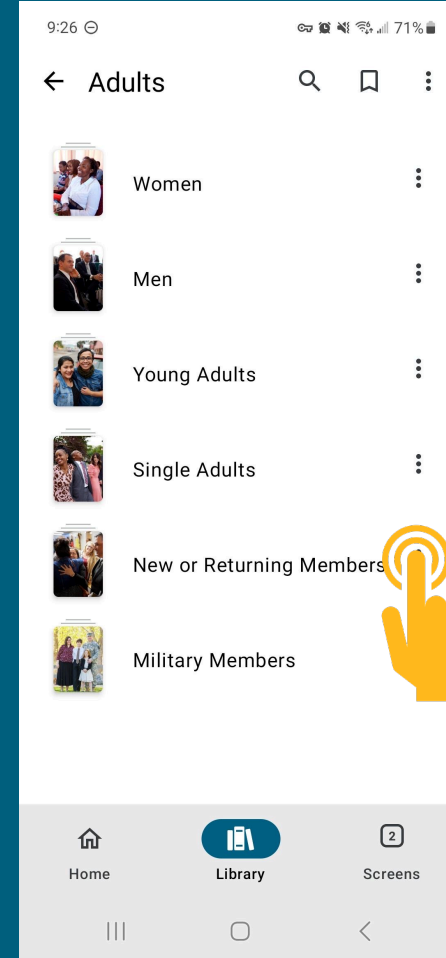 9:26 71%
Adults
Women
Men
Young Adults
Single Adults
New or Returning Members
Military Members
2
Home Library Screens